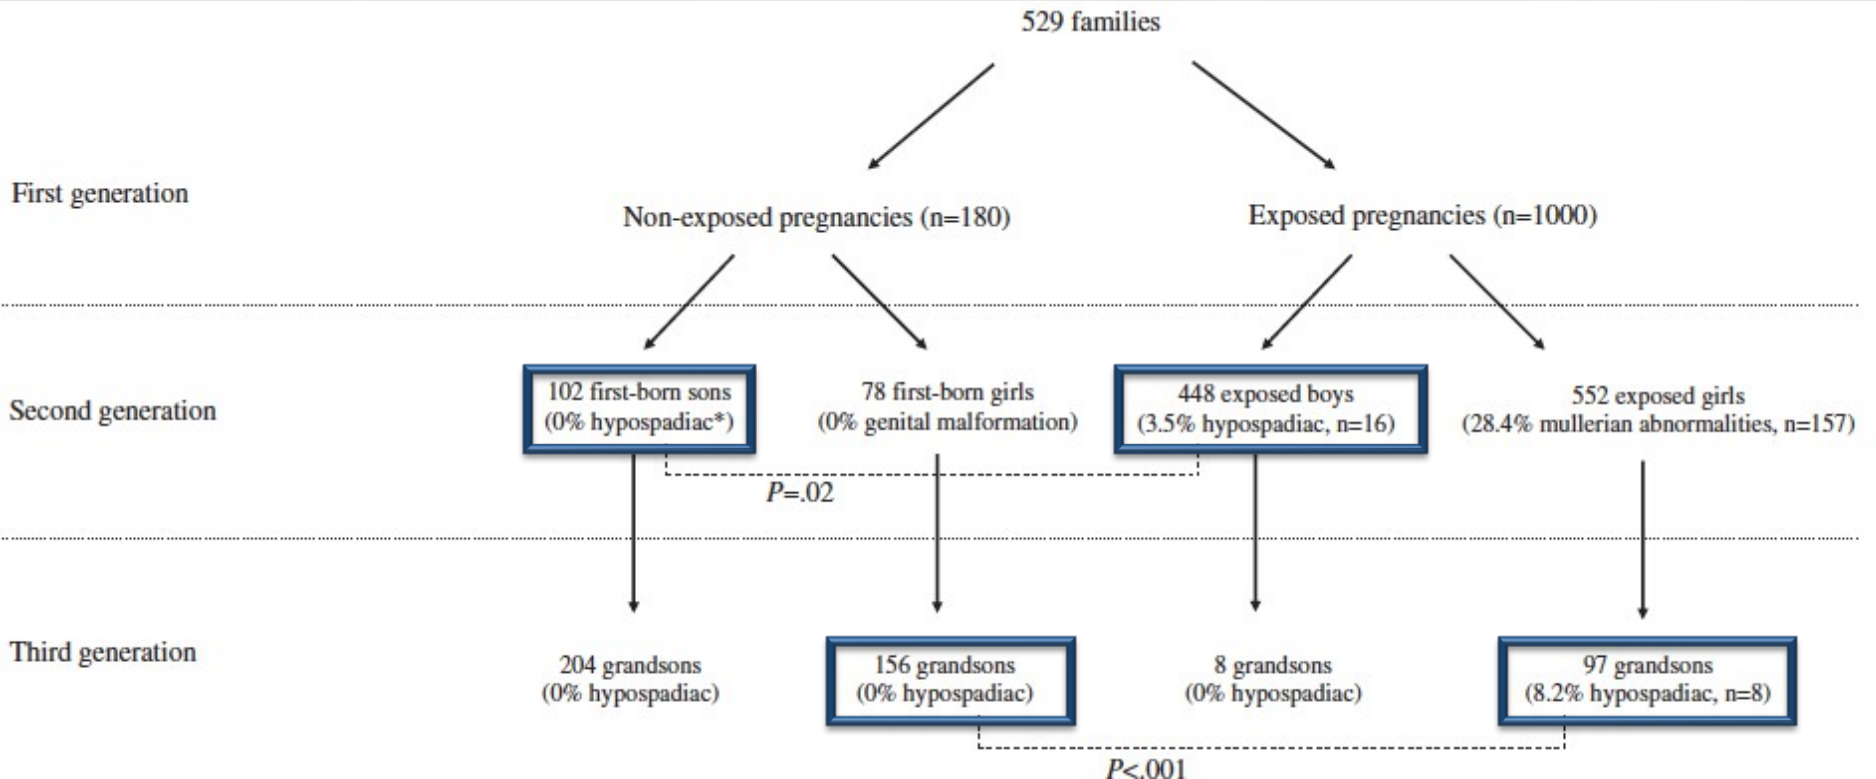 529 families
First generation
Non-exposed pregnancies (n=180)
Exposed pregnancies (n=1000)
Second generation
102 first-born sons
(0% hypospadiac*)
78 first-born girls
(0% genital malformation)
448 exposed boys
(3.5% hypospadiac, n=16)
552 exposed girls
(28.4% mullerian abnormalities, n=157)
P=.02
Third generation
204 grandsons
(0% hypospadiac)
156 grandsons
(0% hypospadiac)
8 grandsons
(0% hypospadiac)
97 grandsons
(8.2% hypospadiac, n=8)
P<.001